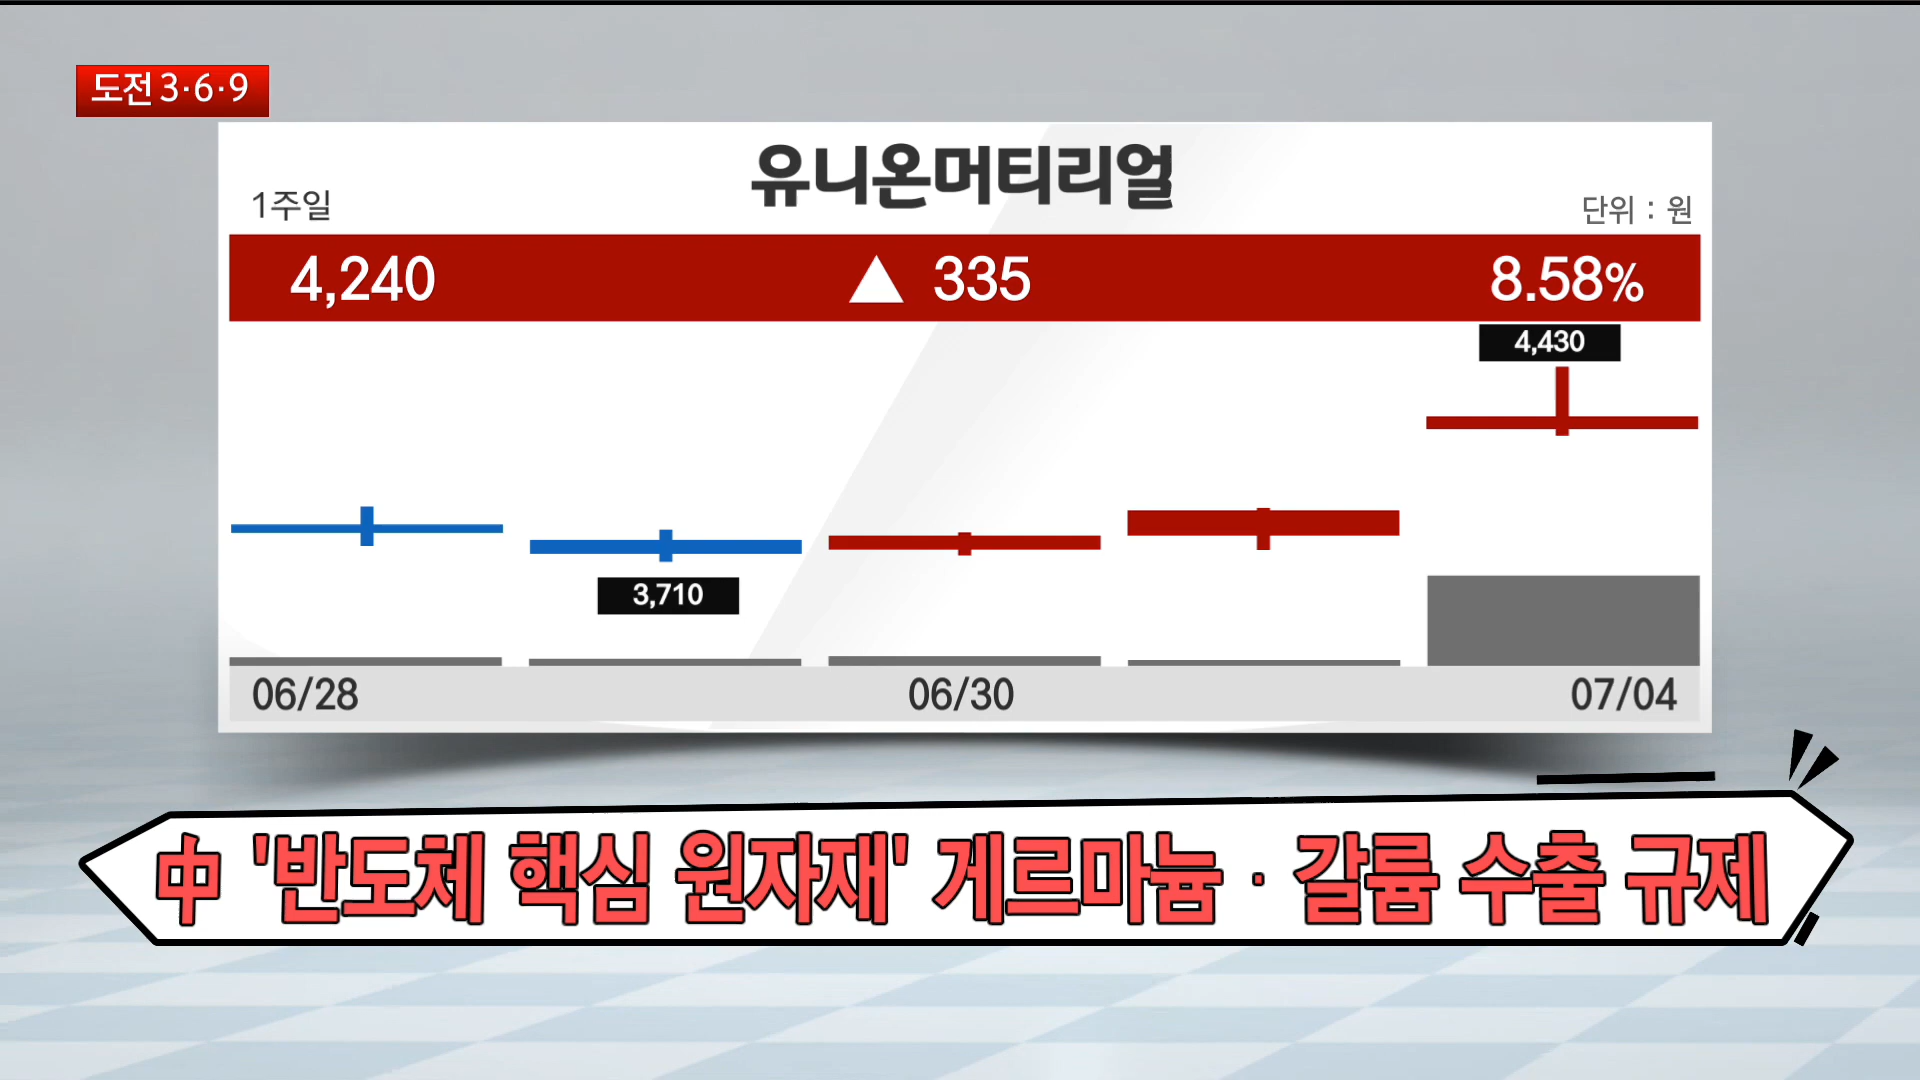 도전 3·6·9
유니온머티리얼
1주일
단위 : 원
4,240 ▲ 335 8.58%
4,430
3,710
06/28 06/30 07/04
中 '반도체 핵심 원자재' 게르마늄·갈륨 수출 규제